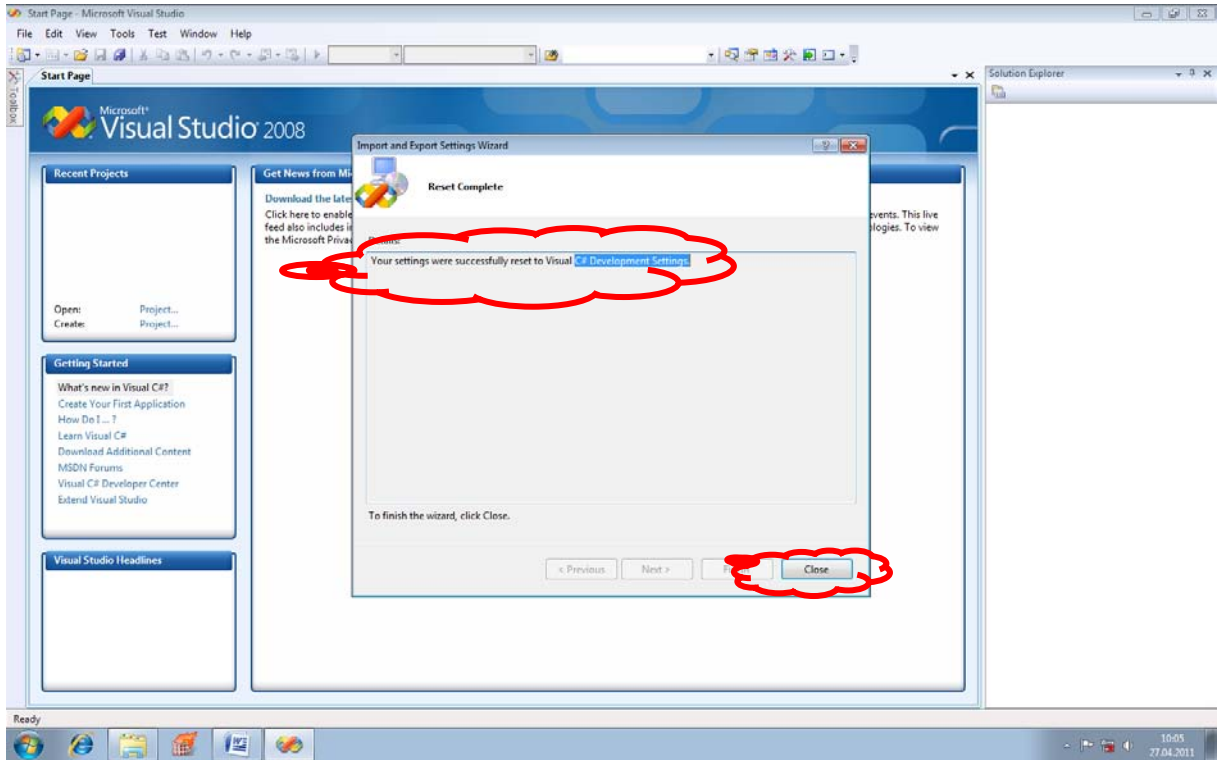 Start Page - Microsoft Visual Studio
File Edit View Tools Test Window Help
Toolbox
Start Page
Solution Explorer
Microsoft®
Visual Studio® 2008
Import and Export Settings Wizard
Reset Complete
Recent Projects
Get News from
Download the
Click here to enable
feed also includes
the Microsoft
events. This live
To view
Your settings were successfully reset to Visual C# Development Settings.
Open: Project...
Create: Project...
Getting Started
What's new in Visual C#?
Create Your First Application
How Do I ... ?
Learn Visual C#
Download Additional Content
MSDN Forums
Visual C# Developer Center
Extend Visual Studio
To finish the wizard, click Close.
< Previous Next > Close
Visual Studio Headlines
Ready
10:05
27.04.2011